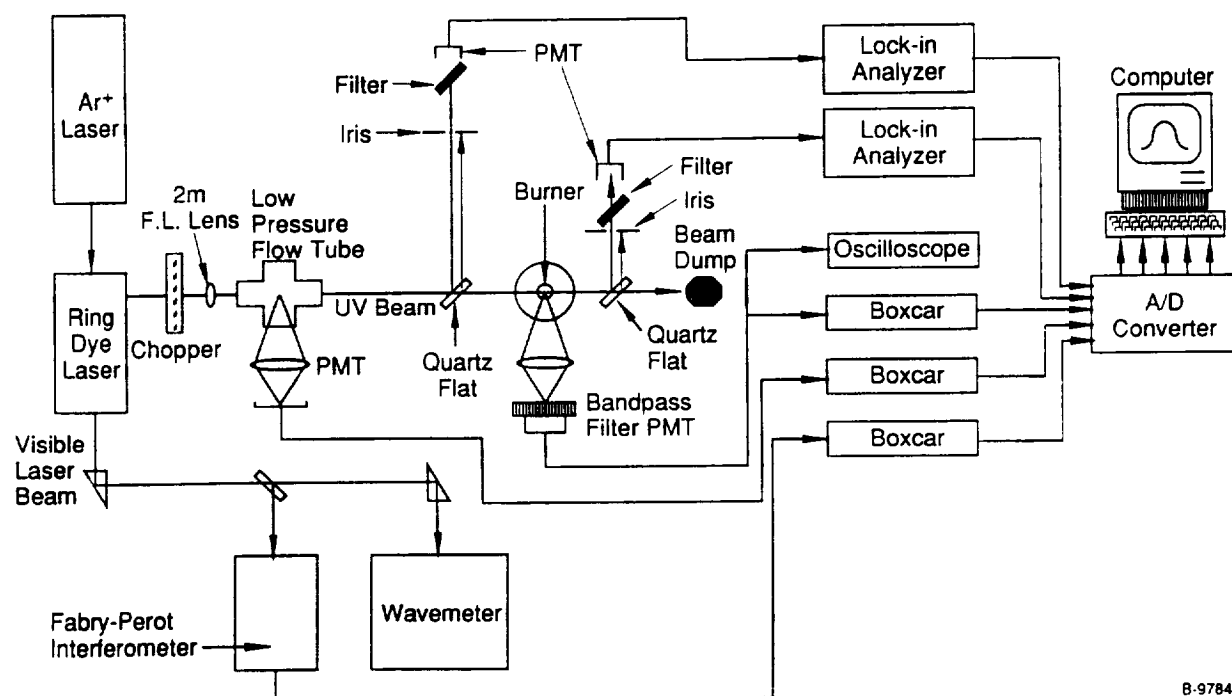 Ar+
Laser
Ring
Dye
Laser
Chopper
2m
F.L. Lens
Low
Pressure
Flow Tube
PMT
UV Beam
Filter
Iris
PMT
Quartz
Flat
Burner
Filter
Iris
Beam
Dump
Quartz
Flat
Bandpass
Filter PMT
Lock-in
Analyzer
Lock-in
Analyzer
Oscilloscope
Boxcar
Boxcar
Boxcar
Computer
A/D
Converter
Visible
Laser
Beam
Fabry-Perot
Interferometer
Wavemeter
B-9784